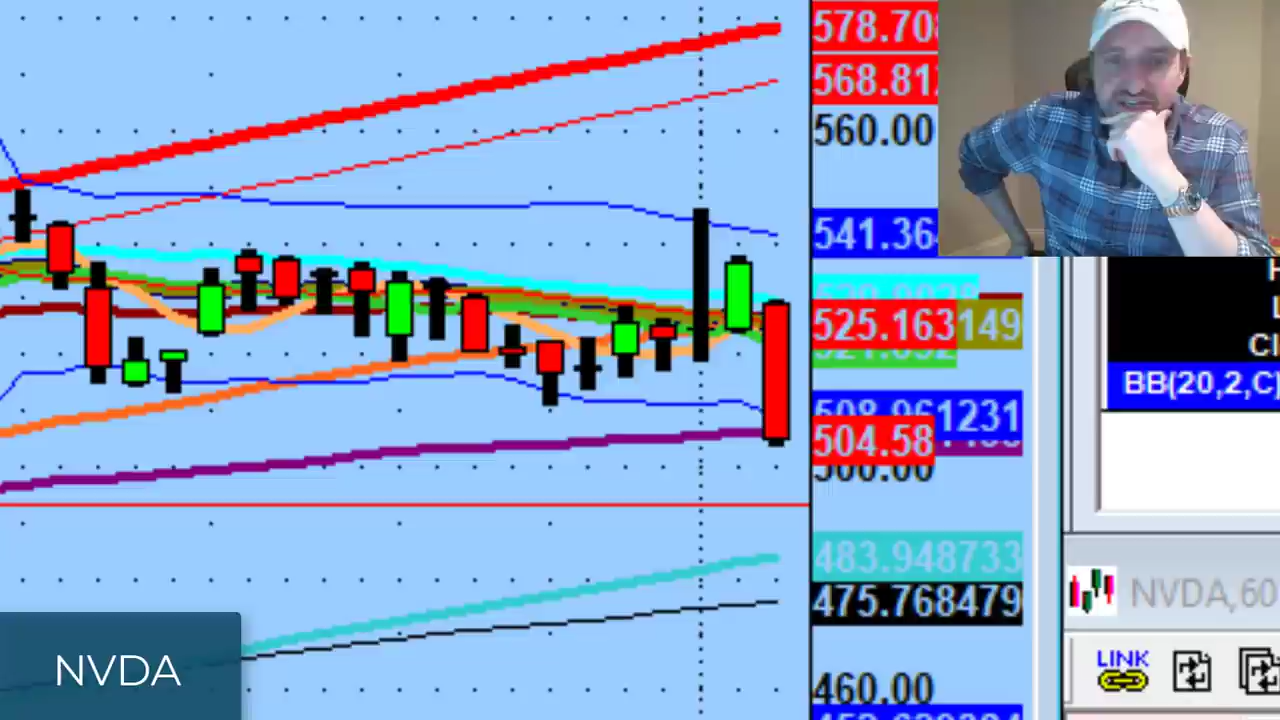 578.70
568.81
560.00
541.36
525.163149
508.961231
504.58
500.00
483.948733
475.768479
460.00
BB(20,2,C)
NVDA,60
LINK
NVDA